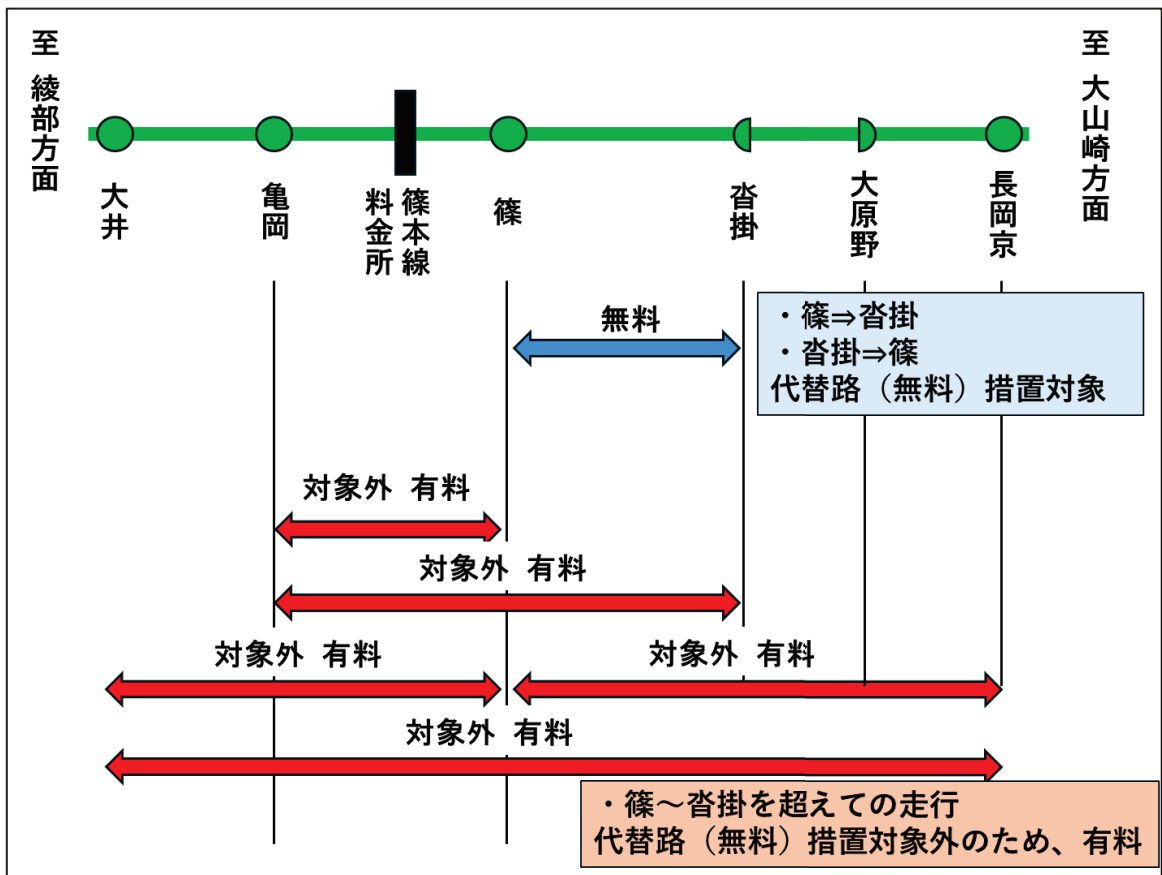 至 綾部方面
至 大山崎方面
大井
亀岡
篠本線
料金所
篠
沓掛
大原野
長岡京
無料
・篠⇒沓掛
・沓掛⇒篠
代替路（無料）措置対象
対象外 有料
対象外 有料
対象外 有料
対象外 有料
対象外 有料
・篠～沓掛を超えての走行
代替路（無料）措置対象外のため、有料